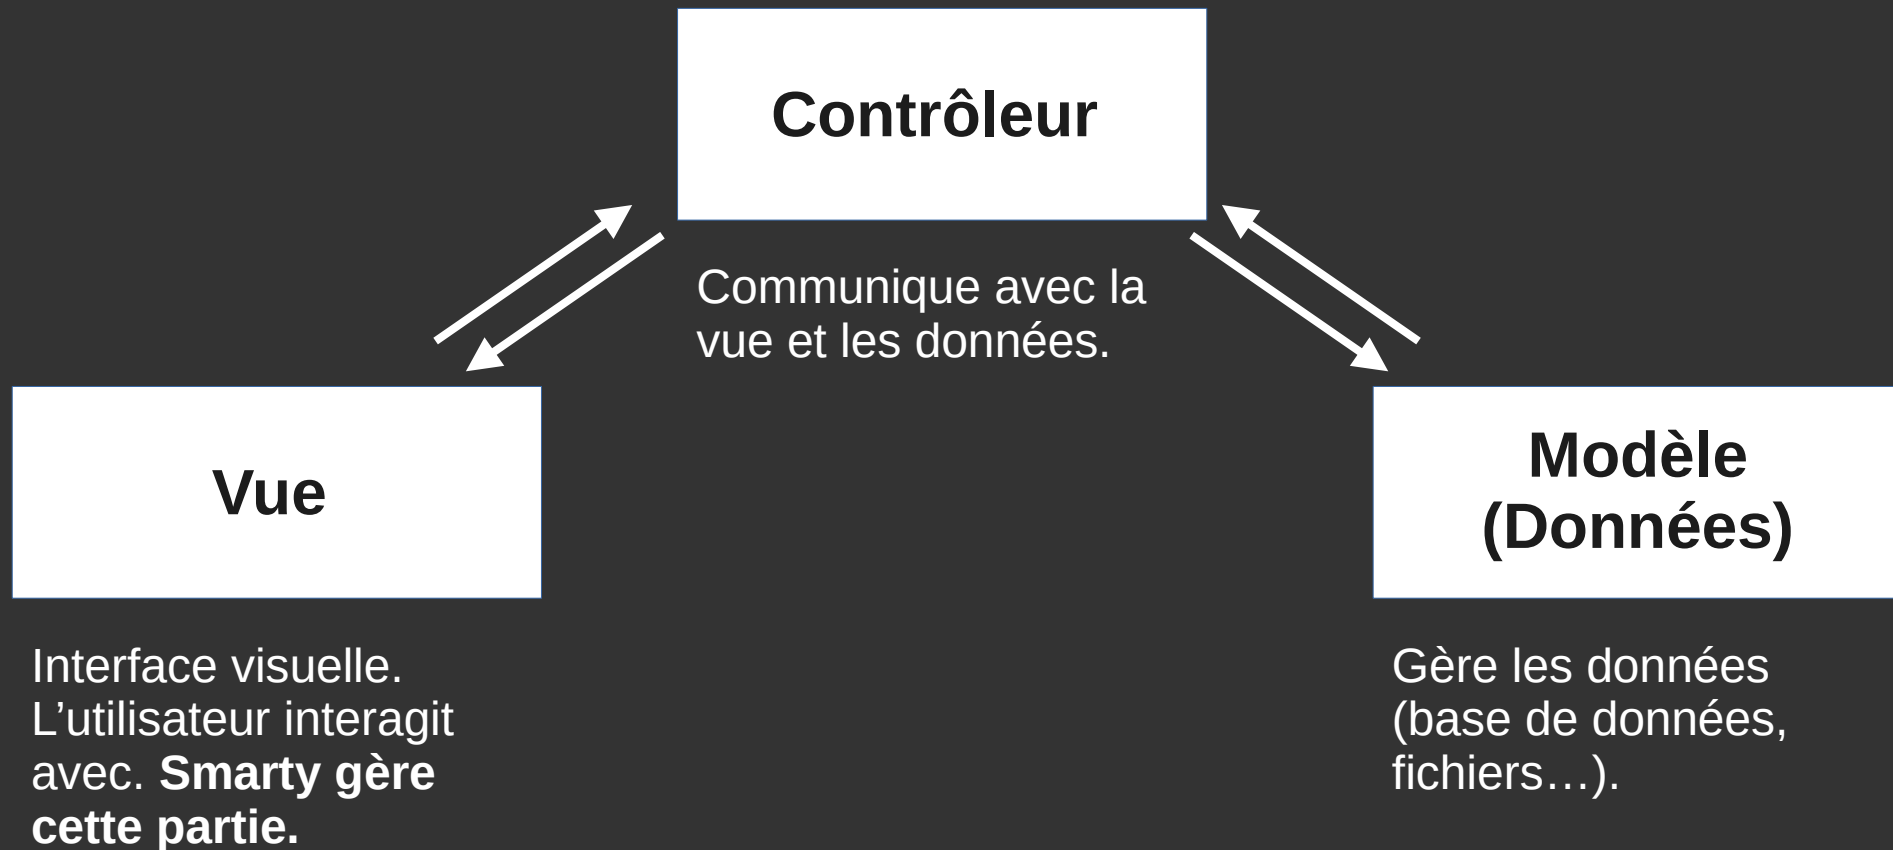 Contrôleur
Communique avec la
vue et les données.
Vue
Modèle
(Données)
Interface visuelle.
L’utilisateur interagit
avec. Smarty gère
cette partie.
Gère les données
(base de données,
fichiers…).